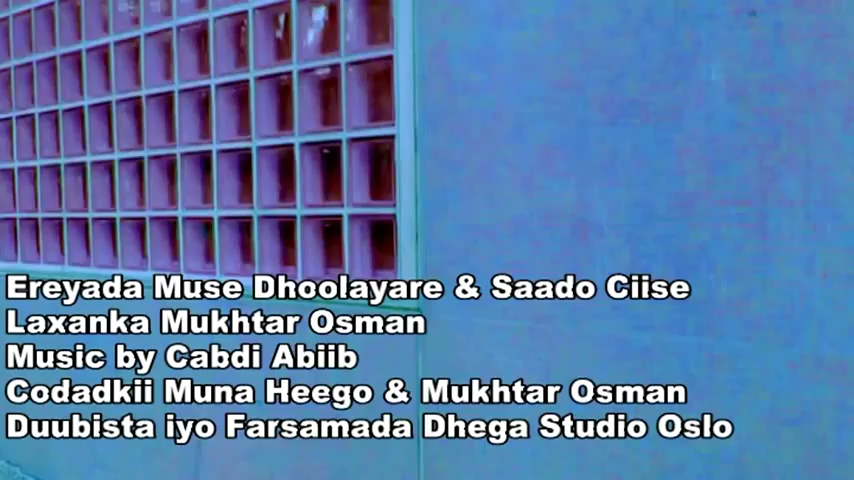 Ereyada Muse Dhoolayare & Saado Ciise
Laxanka Mukhtar Osman
Music by Cabdi Abiib
Codadkii Muna Heego & Mukhtar Osman
Duubista iyo Farsamada Dhega Studio Oslo